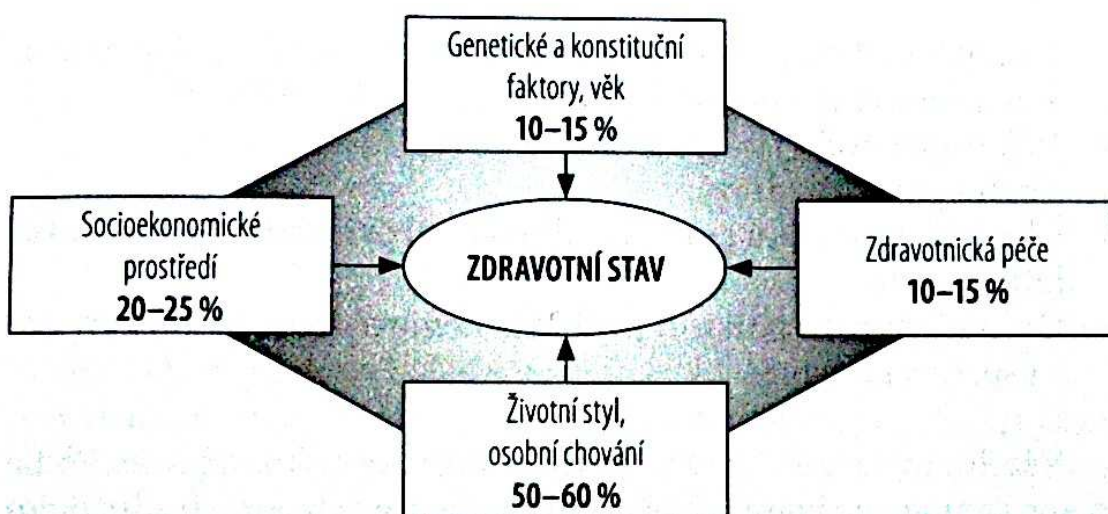 Genetické a konstituční
faktory, věk
10–15 %
Socioekonomické
prostředí
20–25 %
ZDRAVOTNÍ STAV
Zdravotnická péče
10–15 %
Životní styl,
osobní chování
50–60 %